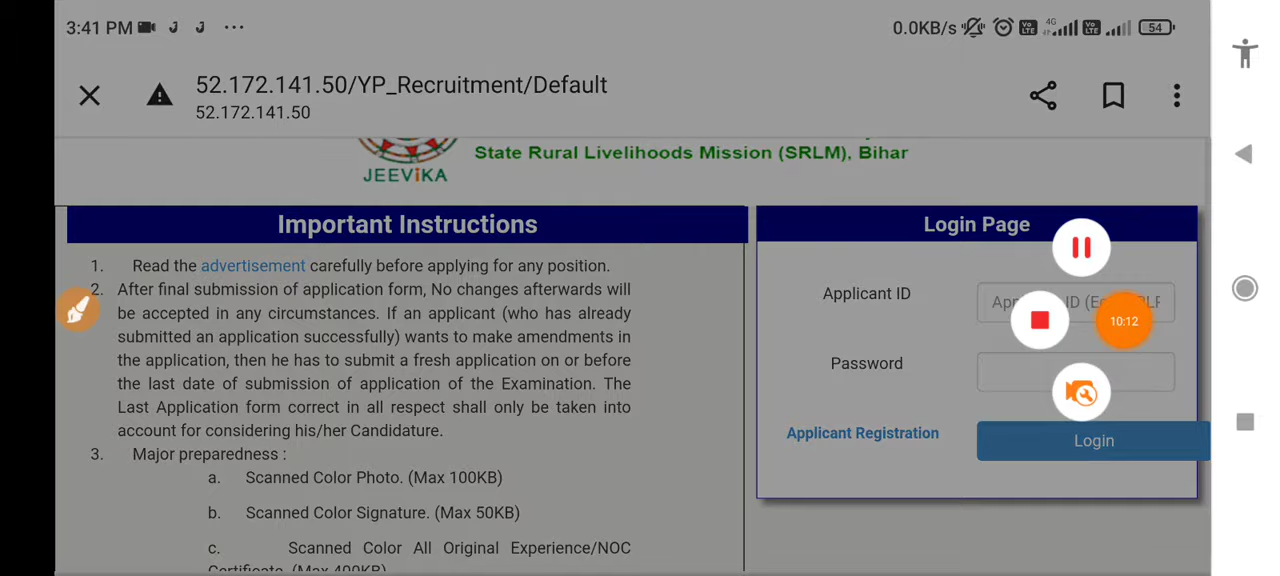 3:41 PM
0.0KB/s 4G 54
52.172.141.50/YP_Recruitment/Default
52.172.141.50
State Rural Livelihoods Mission (SRLM), Bihar
JEEViKA
Important Instructions
1. Read the advertisement carefully before applying for any position.
2. After final submission of application form, No changes afterwards will
be accepted in any circumstances. If an applicant (who has already
submitted an application successfully) wants to make amendments in
the application, then he has to submit a fresh application on or before
the last date of submission of application of the Examination. The
Last Application form correct in all respect shall only be taken into
account for considering his/her Candidature.
3. Major preparedness :
a. Scanned Color Photo. (Max 100KB)
b. Scanned Color Signature. (Max 50KB)
c. Scanned Color All Original Experience/NOC
Certificate. (Max 400KB)
Login Page
Applicant ID
10:12
Password
Applicant Registration
Login